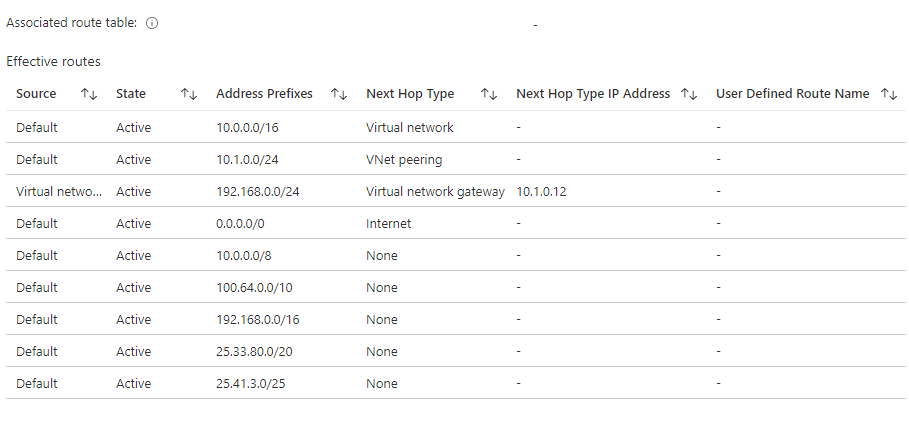 Associated route table: -
Effective routes
Source State Address Prefixes Next Hop Type Next Hop Type IP Address User Defined Route Name
Default Active 10.0.0.0/16 Virtual network - -
Default Active 10.1.0.0/24 VNet peering - -
Virtual netwo... Active 192.168.0.0/24 Virtual network gateway 10.1.0.12 -
Default Active 0.0.0.0/0 Internet - -
Default Active 10.0.0.0/8 None - -
Default Active 100.64.0.0/10 None - -
Default Active 192.168.0.0/16 None - -
Default Active 25.33.80.0/20 None - -
Default Active 25.41.3.0/25 None - -